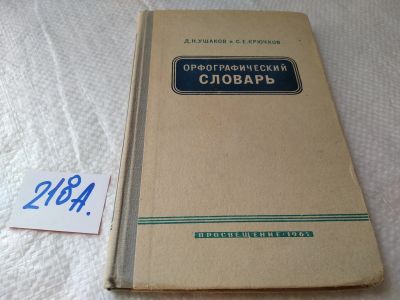 Д.Н.УШАКОВ и С.Е.КРЮЧКОВ
ОРФОГРАФИЧЕСКИЙ
СЛОВАРЬ
218А.
ПРОСВЕЩЕНИЕ·1965